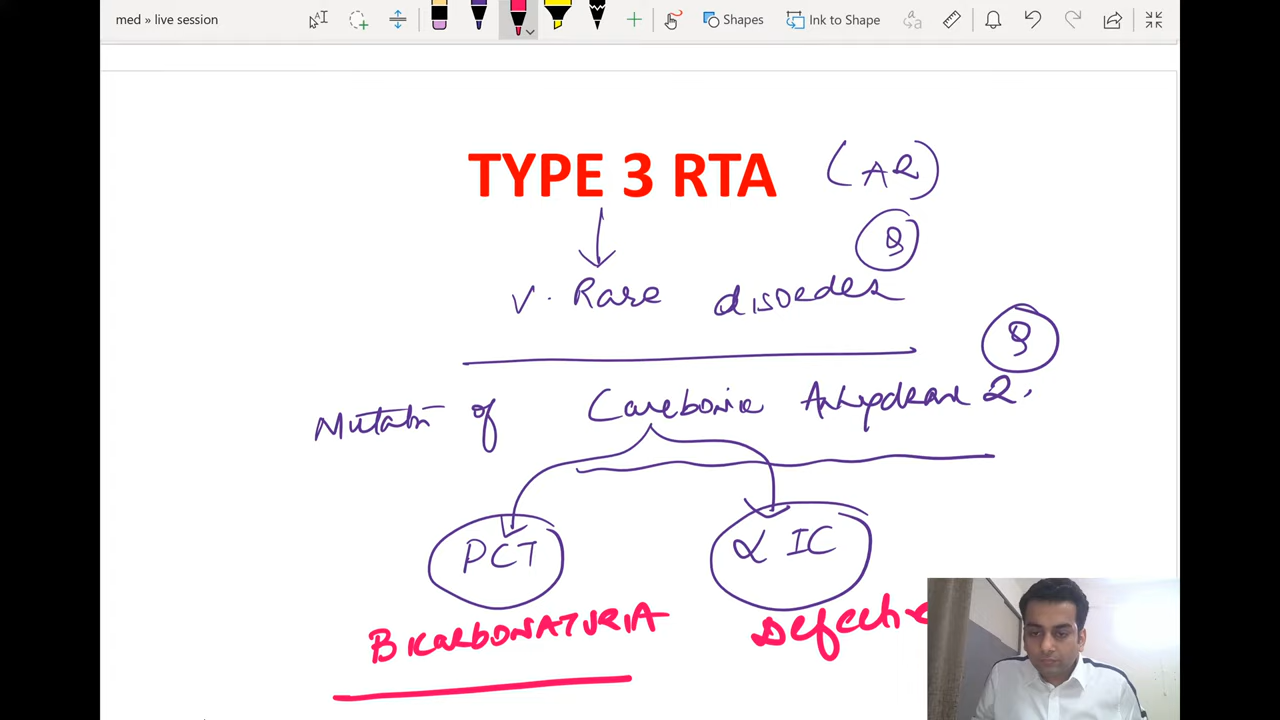 med » live session
Shapes
Ink to Shape
TYPE 3 RTA (AR)
Q
V. Rare disorder
Q
Mutatn of Carbonic Anhydrase 2.
PCT
α IC
BICarboNATURIA
Defective